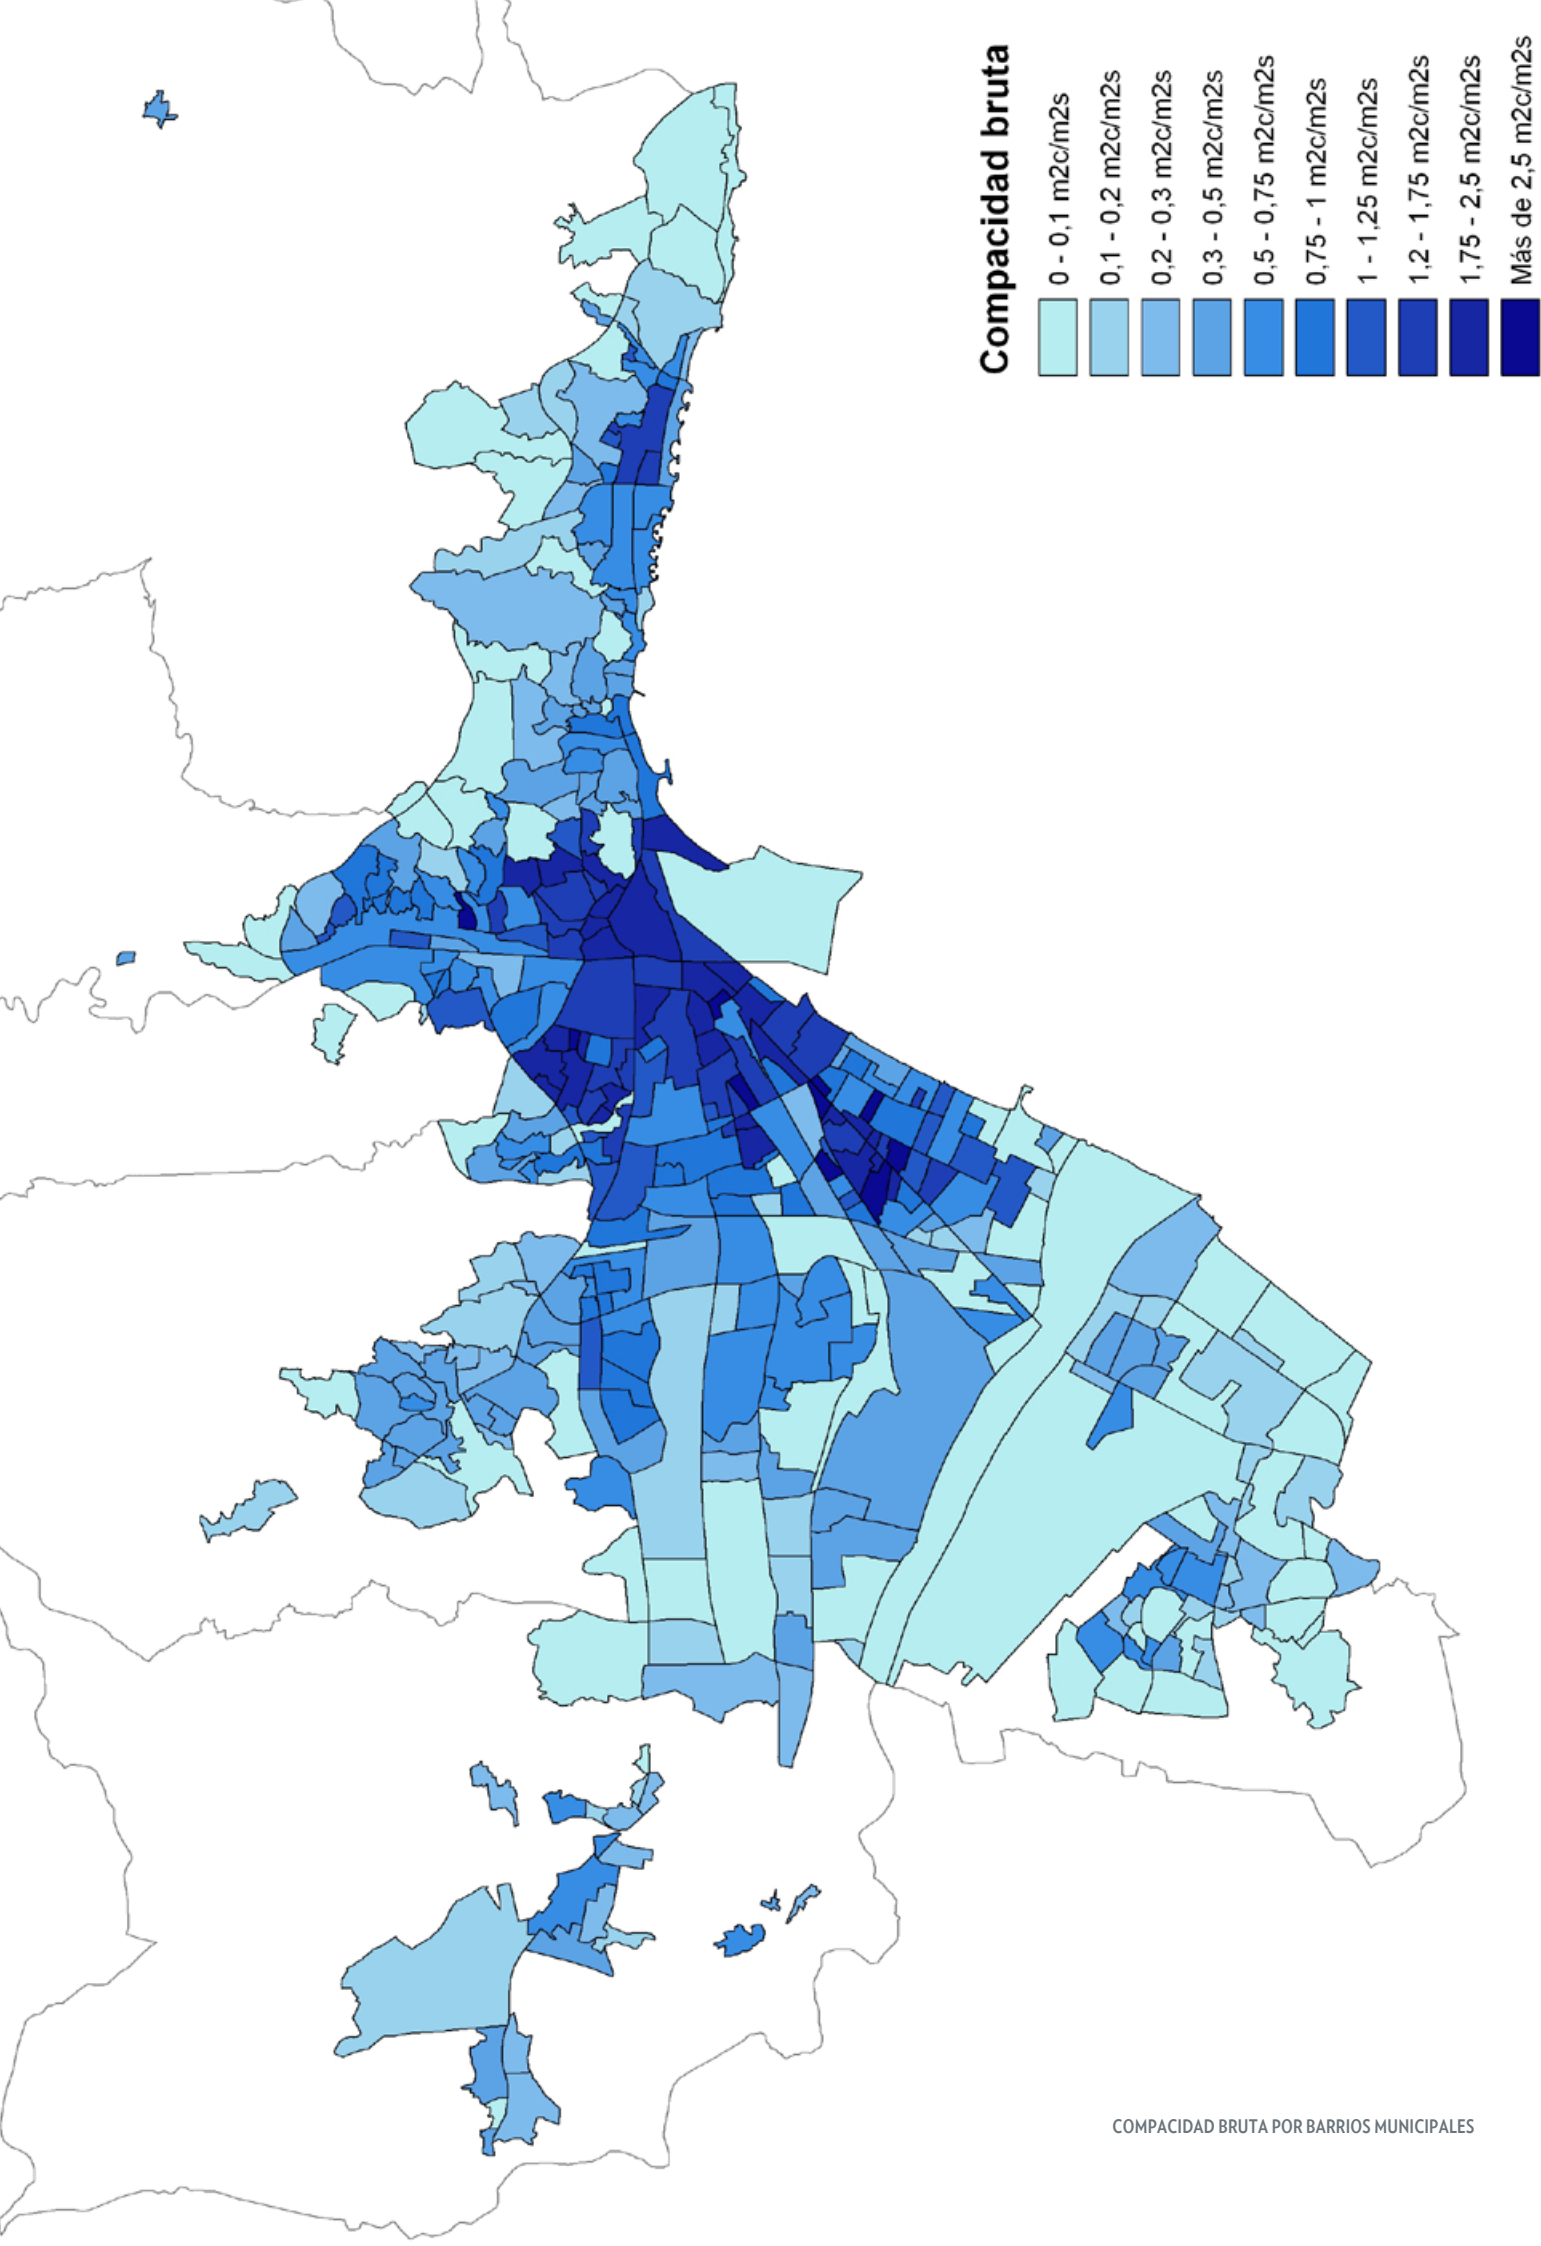 Compacidad bruta
0 - 0,1 m2c/m2s
0,1 - 0,2 m2c/m2s
0,2 - 0,3 m2c/m2s
0,3 - 0,5 m2c/m2s
0,5 - 0,75 m2c/m2s
0,75 - 1 m2c/m2s
1 - 1,25 m2c/m2s
1,2 - 1,75 m2c/m2s
1,75 - 2,5 m2c/m2s
Más de 2,5 m2c/m2s
COMPACIDAD BRUTA POR BARRIOS MUNICIPALES